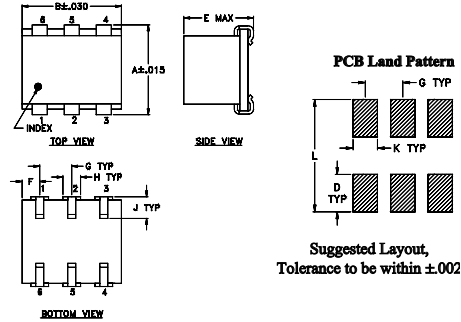 B±.030
6 5 4
A±.015
INDEX
1 2 3
TOP VIEW
E MAX
SIDE VIEW
PCB Land Pattern
G TYP
K TYP
L
D
TYP
Suggested Layout,
Tolerance to be within ±.002
G TYP
H TYP
F
1 2 3
J TYP
6 5 4
BOTTOM VIEW